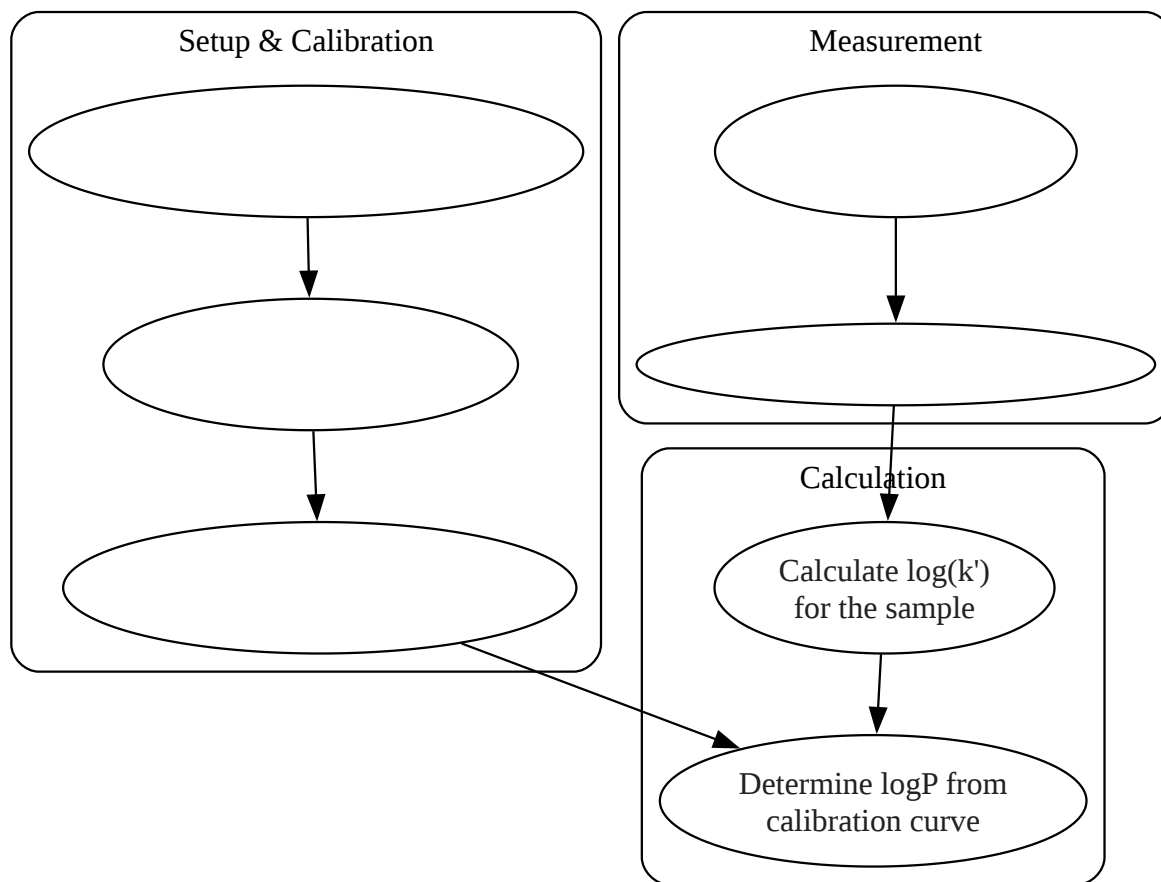 Setup & Calibration
Measurement
Calculation
Calculate log(k')
for the sample
Determine logP from
calibration curve